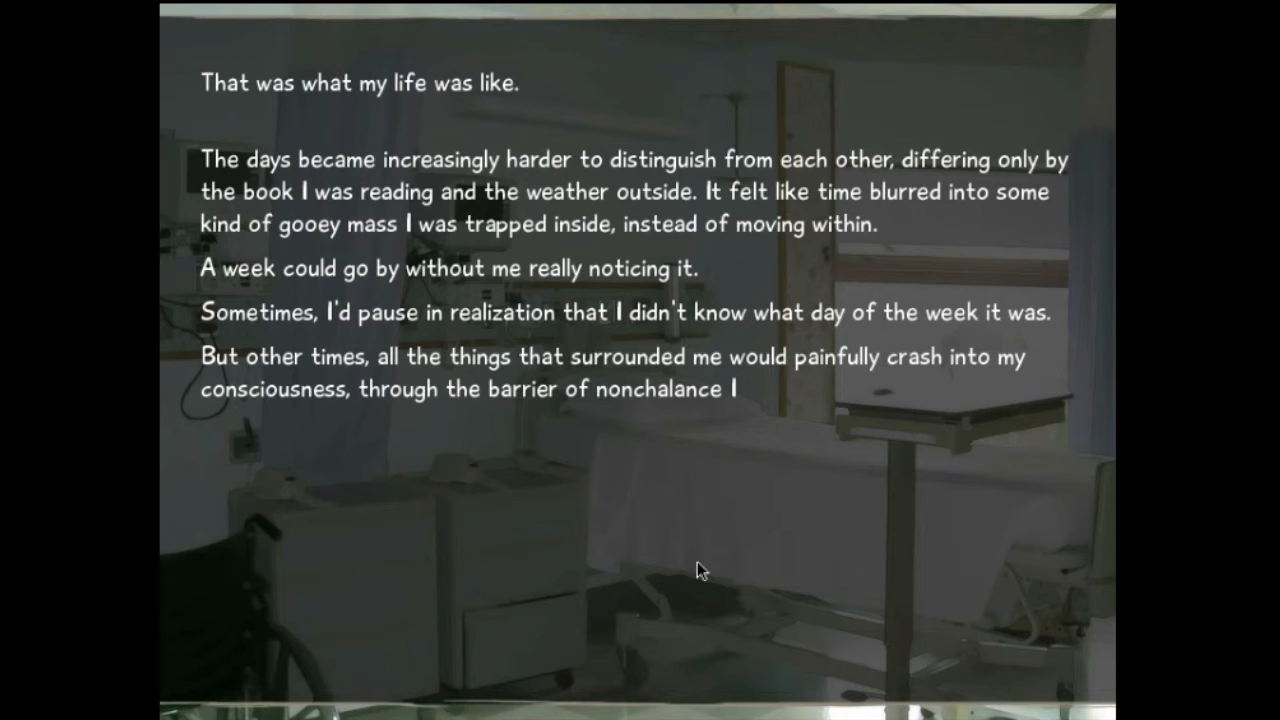 That was what my life was like.
The days became increasingly harder to distinguish from each other, differing only by
the book I was reading and the weather outside. It felt like time blurred into some
kind of gooey mass I was trapped inside, instead of moving within.
A week could go by without me really noticing it.
Sometimes, I'd pause in realization that I didn't know what day of the week it was.
But other times, all the things that surrounded me would painfully crash into my
consciousness, through the barrier of nonchalance I